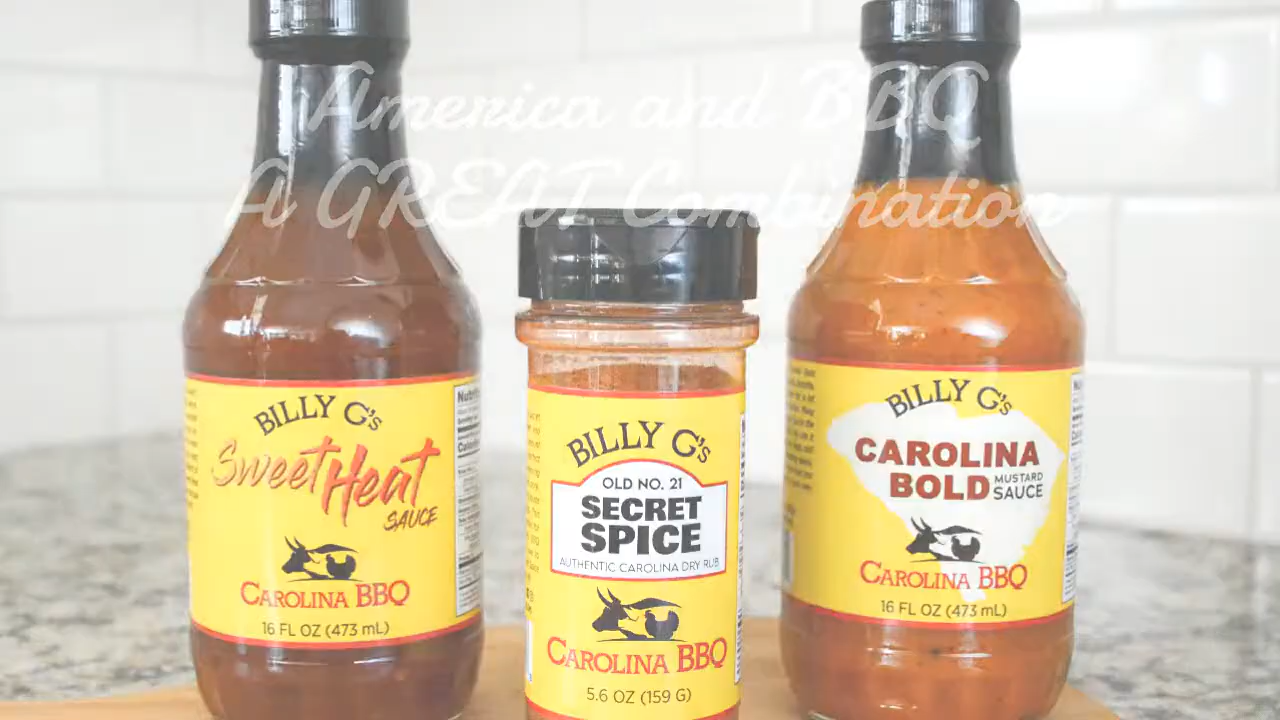 America and BBQ
A GREAT Combination
BILLY G's
Sweet Heat
SAUCE
CAROLINA BBQ
16 FL OZ (473 mL)
BILLY G's
OLD NO. 21
SECRET
SPICE
AUTHENTIC CAROLINA DRY RUB
CAROLINA BBQ
5.6 OZ (159 G)
BILLY G's
CAROLINA
BOLD MUSTARD SAUCE
CAROLINA BBQ
16 FL OZ (473 mL)